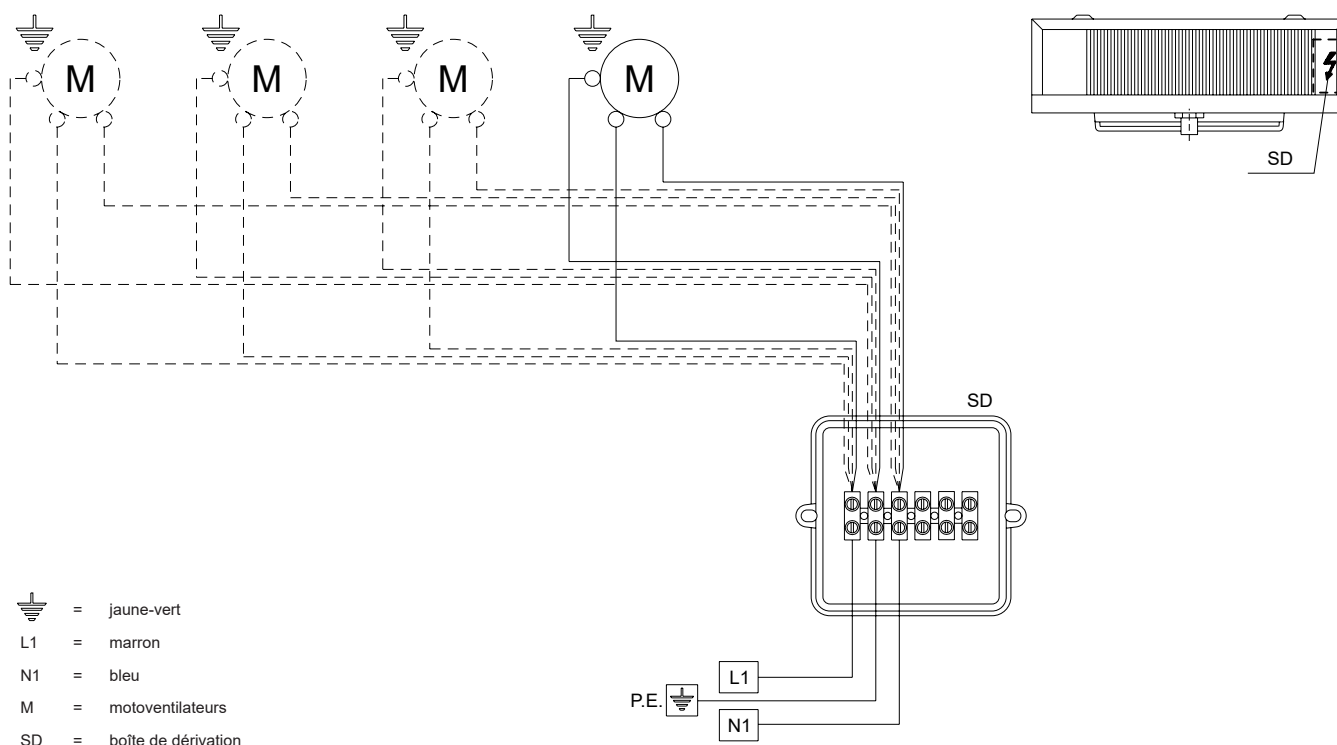 M M M M
SD
SD
= jaune-vert
L1 = marron
N1 = bleu
M = motoventilateurs
SD = boîte de dérivation
L1
P.E.
N1